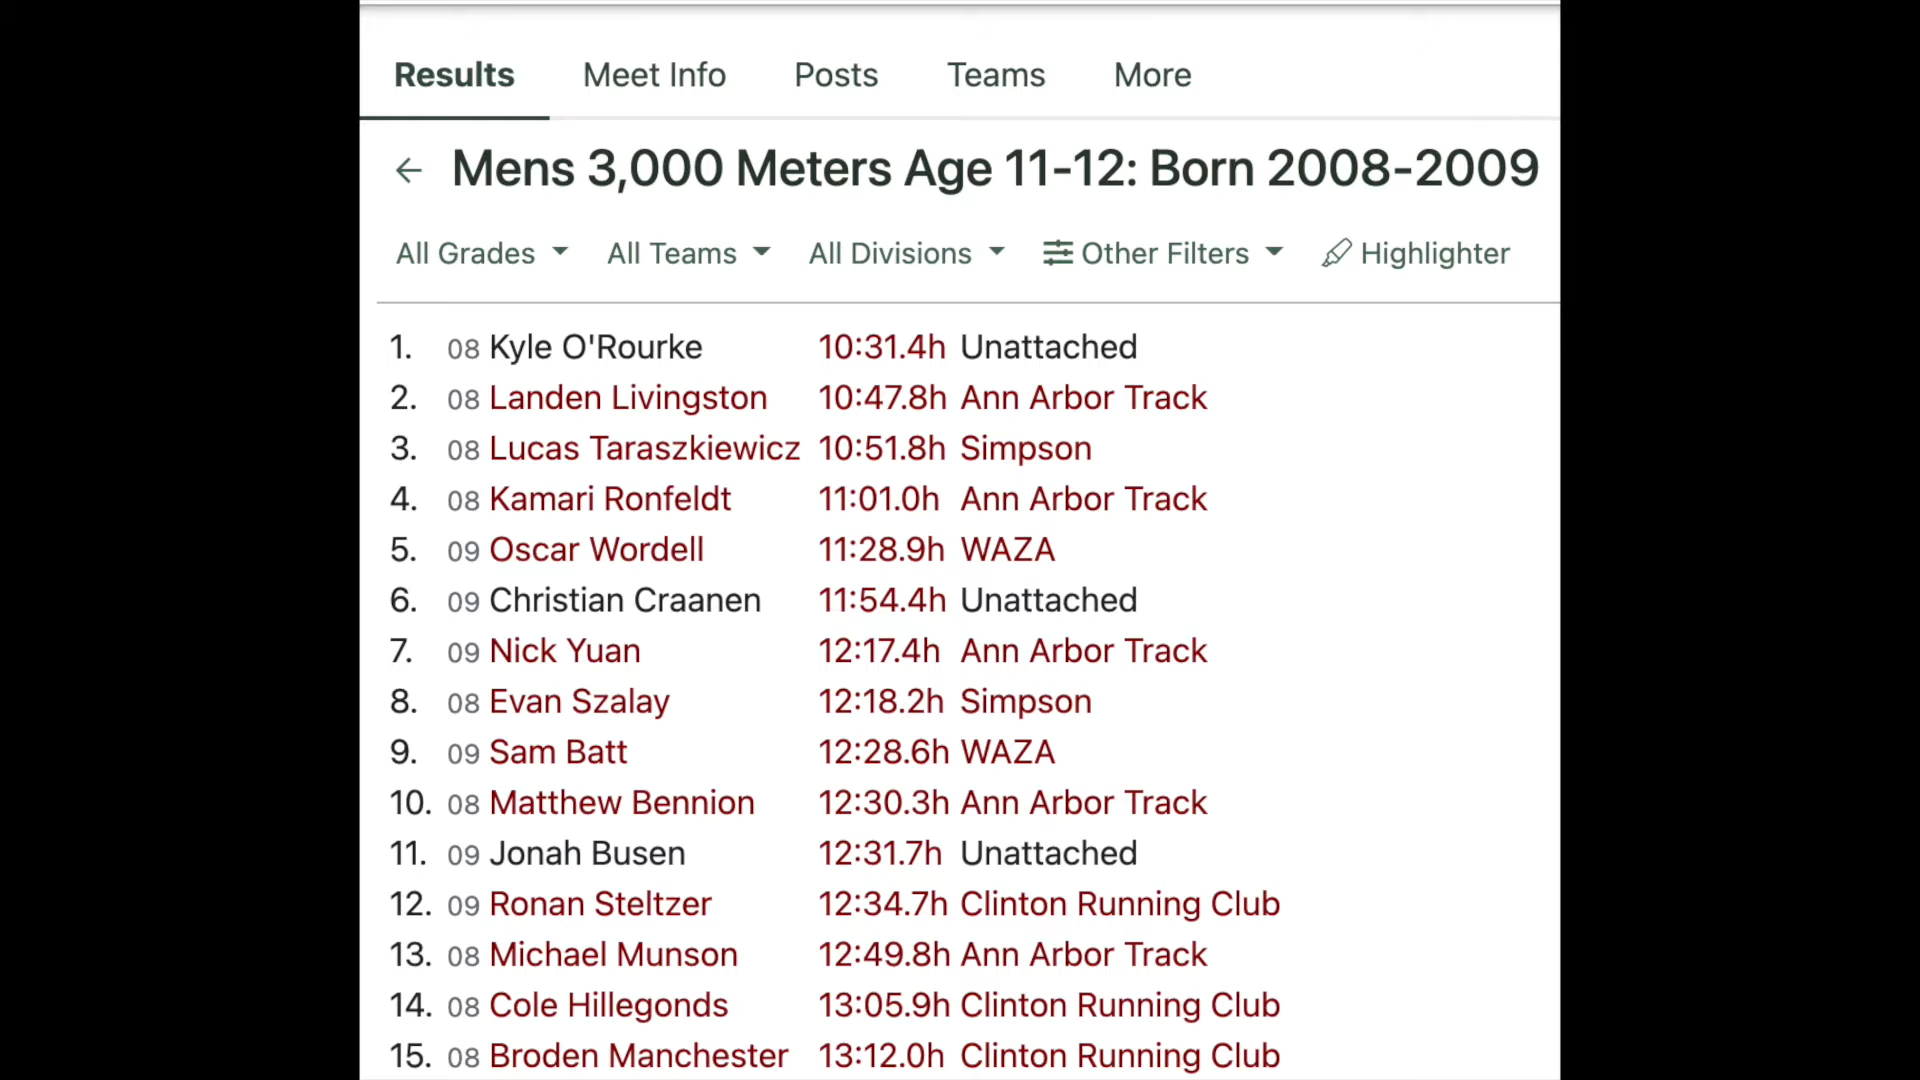 Results Meet Info Posts Teams More
← Mens 3,000 Meters Age 11-12: Born 2008-2009
All Grades All Teams All Divisions Other Filters Highlighter
1. 08 Kyle O'Rourke 10:31.4h Unattached
2. 08 Landen Livingston 10:47.8h Ann Arbor Track
3. 08 Lucas Taraszkiewicz 10:51.8h Simpson
4. 08 Kamari Ronfeldt 11:01.0h Ann Arbor Track
5. 09 Oscar Wordell 11:28.9h WAZA
6. 09 Christian Craanen 11:54.4h Unattached
7. 09 Nick Yuan 12:17.4h Ann Arbor Track
8. 08 Evan Szalay 12:18.2h Simpson
9. 09 Sam Batt 12:28.6h WAZA
10. 08 Matthew Bennion 12:30.3h Ann Arbor Track
11. 09 Jonah Busen 12:31.7h Unattached
12. 09 Ronan Steltzer 12:34.7h Clinton Running Club
13. 08 Michael Munson 12:49.8h Ann Arbor Track
14. 08 Cole Hillegonds 13:05.9h Clinton Running Club
15. 08 Broden Manchester 13:12.0h Clinton Running Club